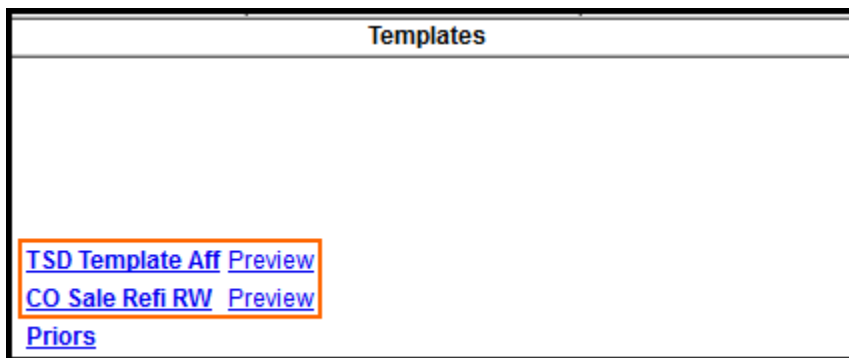 Templates
TSD Template Aff Preview
CO Sale Refi RW Preview
Priors